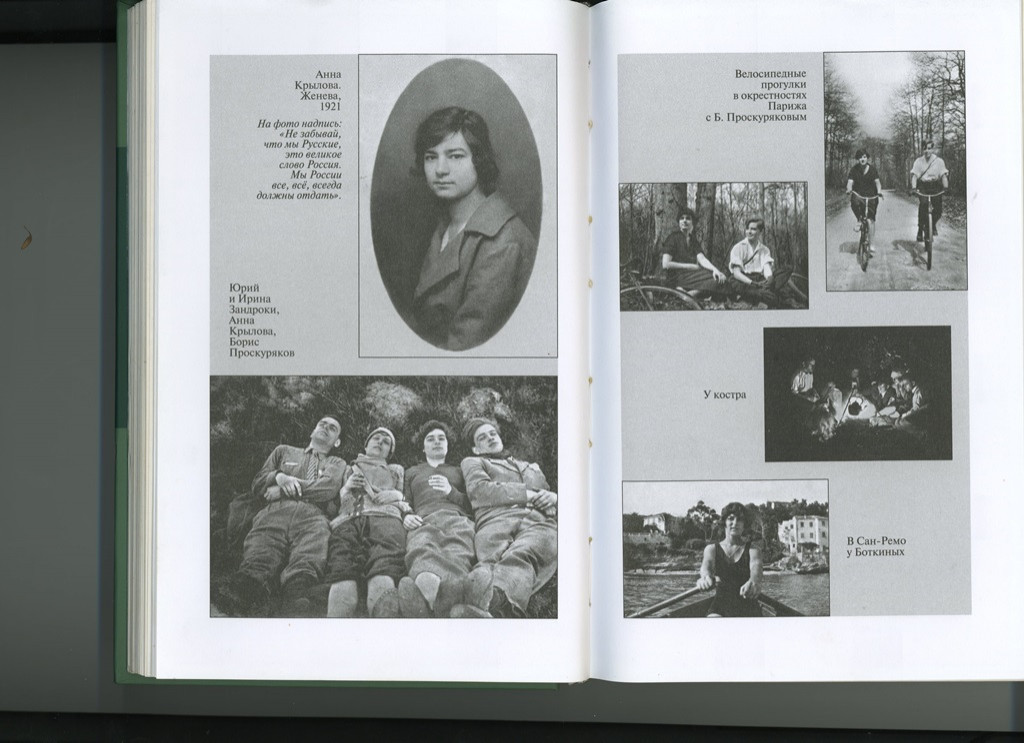 Анна
Крылова.
Женева,
1921
На фото надпись:
«Не забывай,
что мы Русские,
это великое
слово Россия.
Мы России
все, всё, всегда
должны отдать».
Юрий
и Ирина
Зандроки,
Анна
Крылова,
Борис
Проскуряков
Велосипедные
прогулки
в окрестностях
Парижа
с Б. Проскуряковым
У костра
В Сан-Ремо
у Боткиных